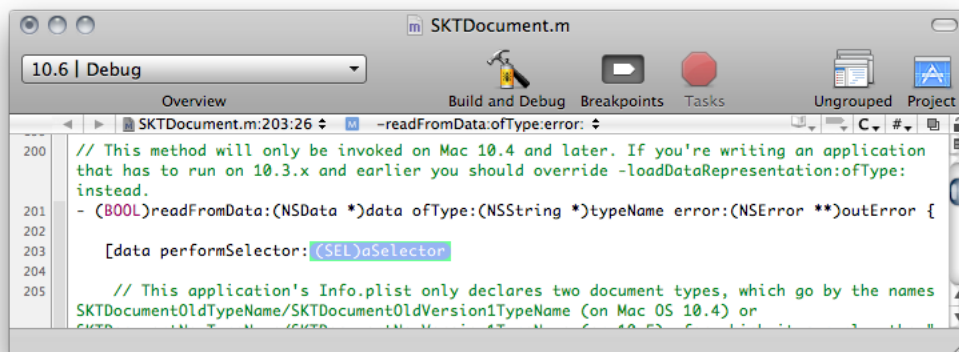 SKTDocument.m
10.6 | Debug
Overview
Build and Debug
Breakpoints
Tasks
Ungrouped
Project
SKTDocument.m:203:26
M
-readFromData:ofType:error:
C
#
200 // This method will only be invoked on Mac 10.4 and later. If you're writing an application
that has to run on 10.3.x and earlier you should override -loadDataRepresentation:ofType:
instead.
201 - (BOOL)readFromData:(NSData *)data ofType:(NSString *)typeName error:(NSError **)outError {
202
203 [data performSelector:(SEL)aSelector
204
205 // This application's Info.plist only declares two document types, which go by the names
SKTDocumentOldTypeName/SKTDocumentOldVersion1TypeName (on Mac OS 10.4) or